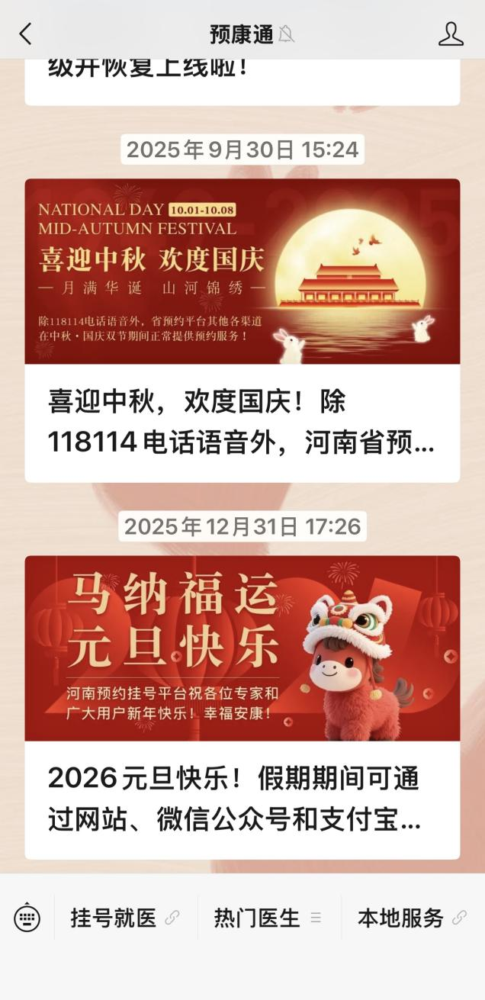 预康通
级并恢复上线啦！
2025年9月30日 15:24
NATIONAL DAY 10.01-10.08
MID-AUTUMN FESTIVAL
喜迎中秋 欢度国庆
— 月满华诞 山河锦绣 —
除118114电话语音外，省预约平台其他各渠道
在中秋·国庆双节期间正常提供预约服务！
喜迎中秋，欢度国庆！除
118114电话语音外，河南省预...
2025年12月31日 17:26
马纳福运
元旦快乐
河南预约挂号平台祝各位专家和
广大用户新年快乐！幸福安康！
2026元旦快乐！假期期间可通
过网站、微信公众号和支付宝...
挂号就医
热门医生
本地服务